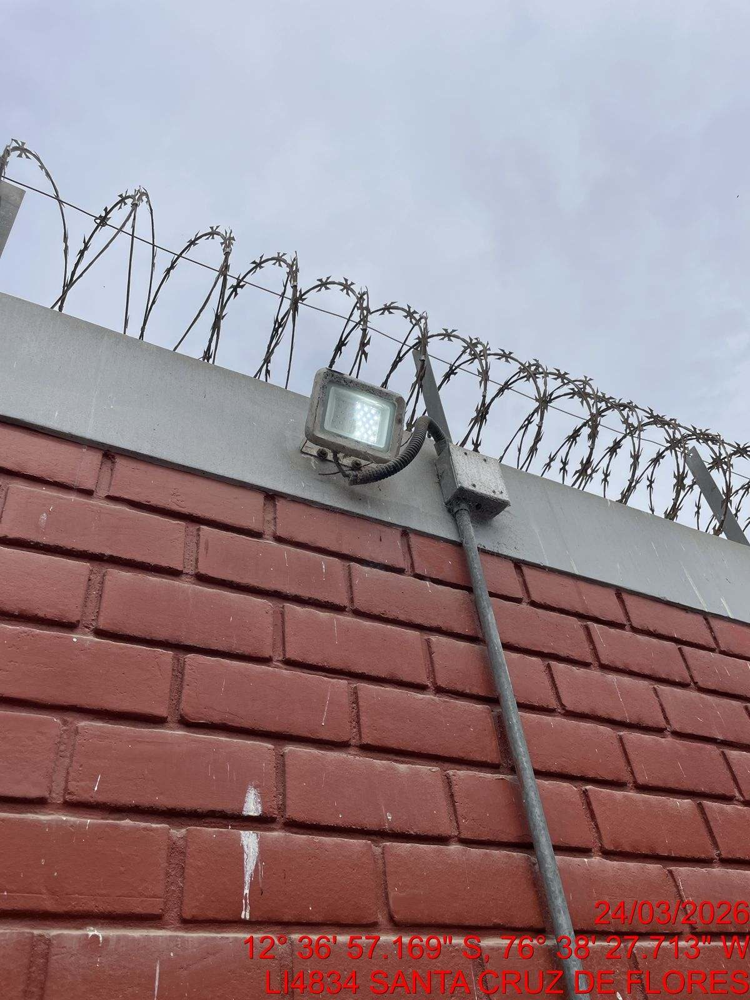 24/03/2026
12° 36' 57.169" S, 76° 38' 27.713" W
LI4834 SANTA CRUZ DE FLORES